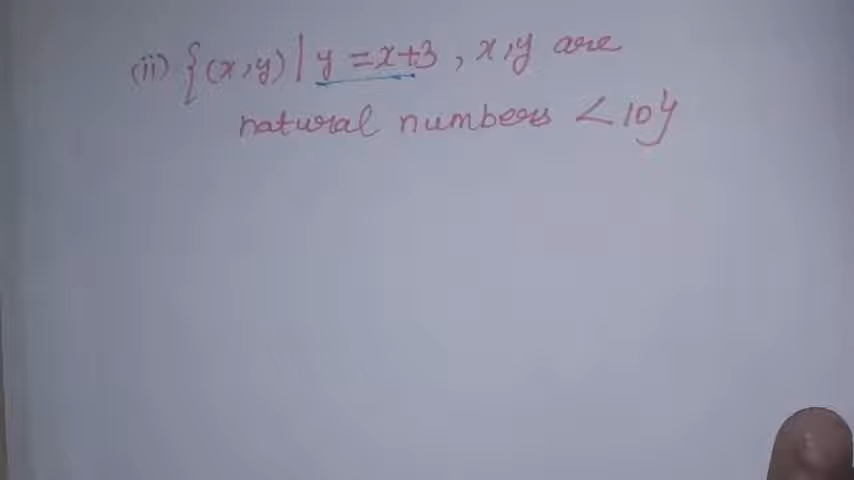 (ii) {(x,y) | y = x+3, x,y are
natural numbers < 10}